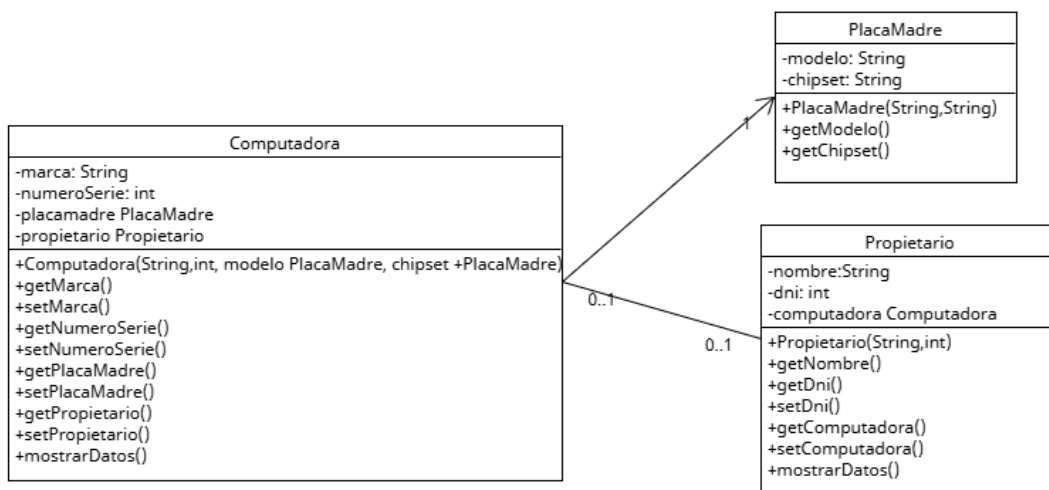 PlacaMadre
-modelo: String
-chipset: String
+PlacaMadre(String,String)
+getModelo()
+getChipset()
1
Computadora
-marca: String
-numeroSerie: int
-placamadre PlacaMadre
-propietario Propietario
+Computadora(String,int, modelo PlacaMadre, chipset +PlacaMadre)
+getMarca()
+setMarca()
+getNumeroSerie()
+setNumeroSerie()
+getPlacaMadre()
+setPlacaMadre()
+getPropietario()
+setPropietario()
+mostrarDatos()
0..1
0..1
Propietario
-nombre:String
-dni: int
-computadora Computadora
+Propietario(String,int)
+getNombre()
+getDni()
+setDni()
+getComputadora()
+setComputadora()
+mostrarDatos()